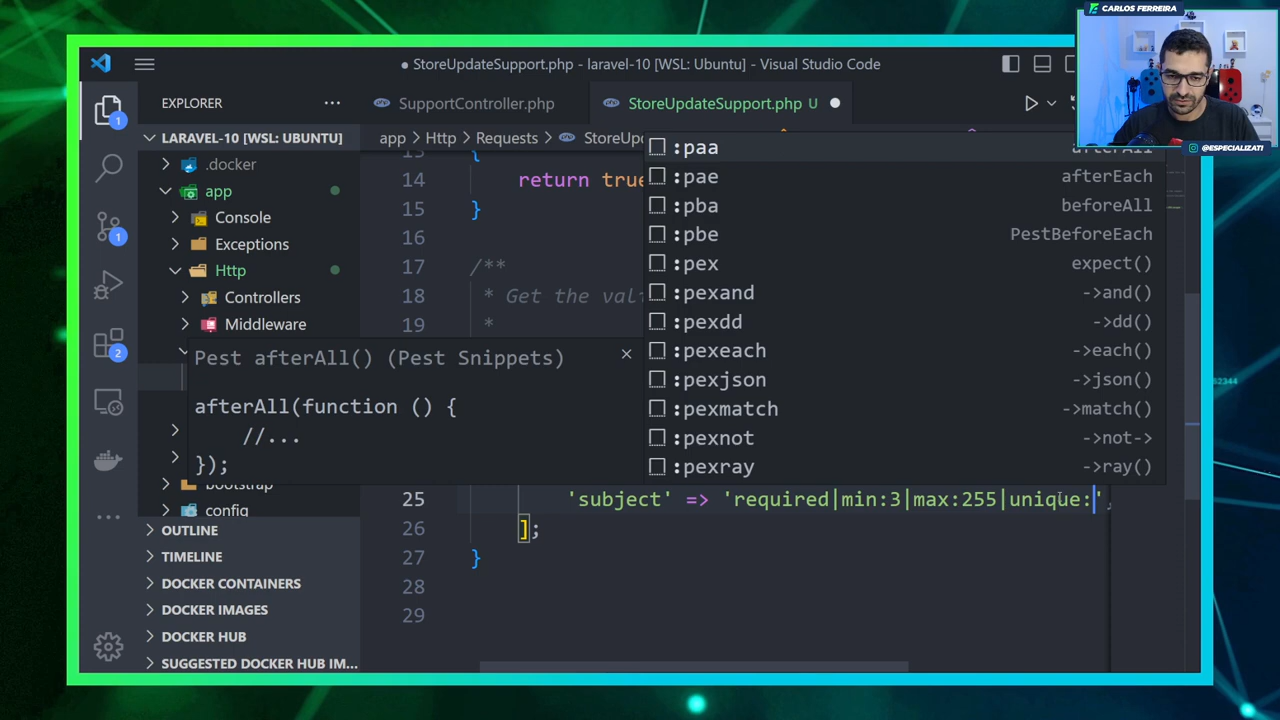 CARLOS FERREIRA
@ESPECIALIZATI
StoreUpdateSupport.php - laravel-10 [WSL: Ubuntu] - Visual Studio Code
EXPLORER
SupportController.php
StoreUpdateSupport.php U
LARAVEL-10 [WSL: UBUNTU]
app > Http > Requests > StoreUp
.docker
app
Console
Exceptions
Http
Controllers
Middleware
bootstrap
config
OUTLINE
TIMELINE
DOCKER CONTAINERS
DOCKER IMAGES
DOCKER HUB
SUGGESTED DOCKER HUB IM...
1
1
2
{
14 return true
15 }
16
17 /**
18 * Get the val
19 *
:paa afterAll
:pae afterEach
:pba beforeAll
:pbe PestBeforeEach
:pex expect()
:pexand ->and()
:pexdd ->dd()
:pexeach ->each()
:pexjson ->json()
:pexmatch ->match()
:pexnot ->not->
:pexray ->ray()
Pest afterAll() (Pest Snippets)
afterAll(function () {
//...
});
25 'subject' => 'required|min:3|max:255|unique:',
26 ];
27 }
28
29
62344